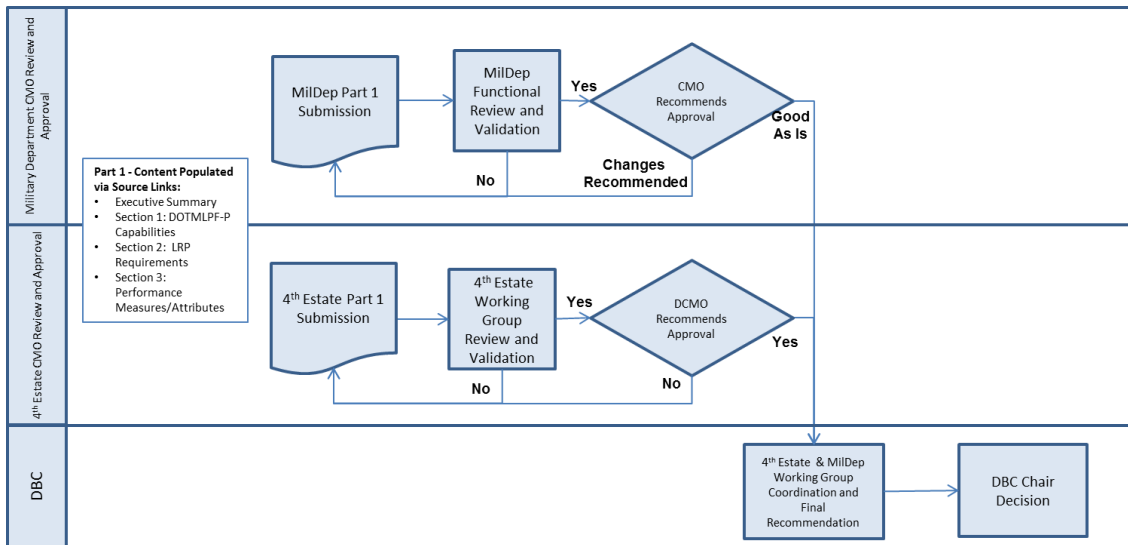 Military Department CMO Review and
Approval
MilDep Part 1
Submission
MilDep
Functional
Review and
Validation
Yes
CMO
Recommends
Approval
Good
As Is
No
Changes
Recommended
Part 1 - Content Populated
via Source Links:
• Executive Summary
• Section 1: DOTMLPF-P
Capabilities
• Section 2: LRP
Requirements
• Section 3:
Performance
Measures/Attributes
4th Estate CMO Review and Approval
4th Estate Part 1
Submission
4th Estate
Working
Group
Review and
Validation
Yes
DCMO
Recommends
Approval
Yes
No
No
DBC
4th Estate & MilDep
Working Group
Coordination and
Final
Recommendation
DBC Chair
Decision